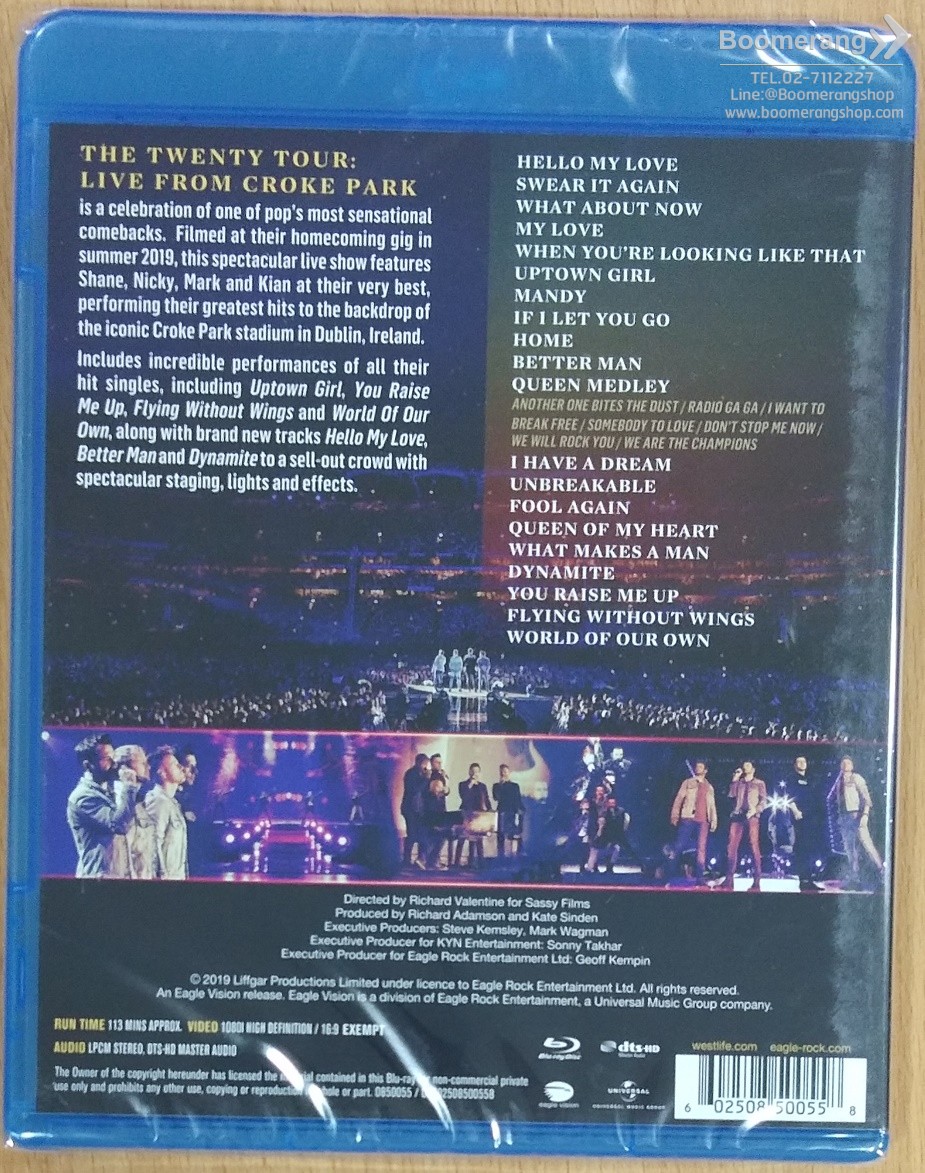 Boomerang
TEL.02-7112227
Line:@Boomerangshop
www.boomerangshop.com
THE TWENTY TOUR:
LIVE FROM CROKE PARK
is a celebration of one of pop's most sensational
comebacks. Filmed at their homecoming gig in
summer 2019, this spectacular live show features
Shane, Nicky, Mark and Kian at their very best,
performing their greatest hits to the backdrop of
the iconic Croke Park stadium in Dublin, Ireland.
Includes incredible performances of all their
hit singles, including Uptown Girl, You Raise
Me Up, Flying Without Wings and World Of Our
Own, along with brand new tracks Hello My Love,
Better Man and Dynamite to a sell-out crowd with
spectacular staging, lights and effects.
HELLO MY LOVE
SWEAR IT AGAIN
WHAT ABOUT NOW
MY LOVE
WHEN YOU'RE LOOKING LIKE THAT
UPTOWN GIRL
MANDY
IF I LET YOU GO
HOME
BETTER MAN
QUEEN MEDLEY
ANOTHER ONE BITES THE DUST / RADIO GA GA / I WANT TO
BREAK FREE / SOMEBODY TO LOVE / DON'T STOP ME NOW /
WE WILL ROCK YOU / WE ARE THE CHAMPIONS
I HAVE A DREAM
UNBREAKABLE
FOOL AGAIN
QUEEN OF MY HEART
WHAT MAKES A MAN
DYNAMITE
YOU RAISE ME UP
FLYING WITHOUT WINGS
WORLD OF OUR OWN
Directed by Richard Valentine for Sassy Films
Produced by Richard Adamson and Kate Sinden
Executive Producers: Steve Kemsley, Mark Wagman
Executive Producer for KYN Entertainment: Sonny Takhar
Executive Producer for Eagle Rock Entertainment Ltd: Geoff Kempin
© 2019 Liffgar Productions Limited under licence to Eagle Rock Entertainment Ltd. All rights reserved.
An Eagle Vision release. Eagle Vision is a division of Eagle Rock Entertainment, a Universal Music Group company.
RUN TIME 113 MINS APPROX. VIDEO 1080I HIGH DEFINITION / 16:9 EXEMPT
AUDIO LPCM STEREO, DTS-HD MASTER AUDIO
The Owner of the copyright hereunder has licensed the contained in this Blu-ray non-commercial private
use only and prohibits any other use, copying or reproduction whole or part. 0850055 / 02508500558
Blu-rayDisc
dts-HD
Master Audio
eagle vision
UNIVERSAL
UNIVERSAL MUSIC GROUP
westlife.com eagle-rock.com
6 02508 50055 8